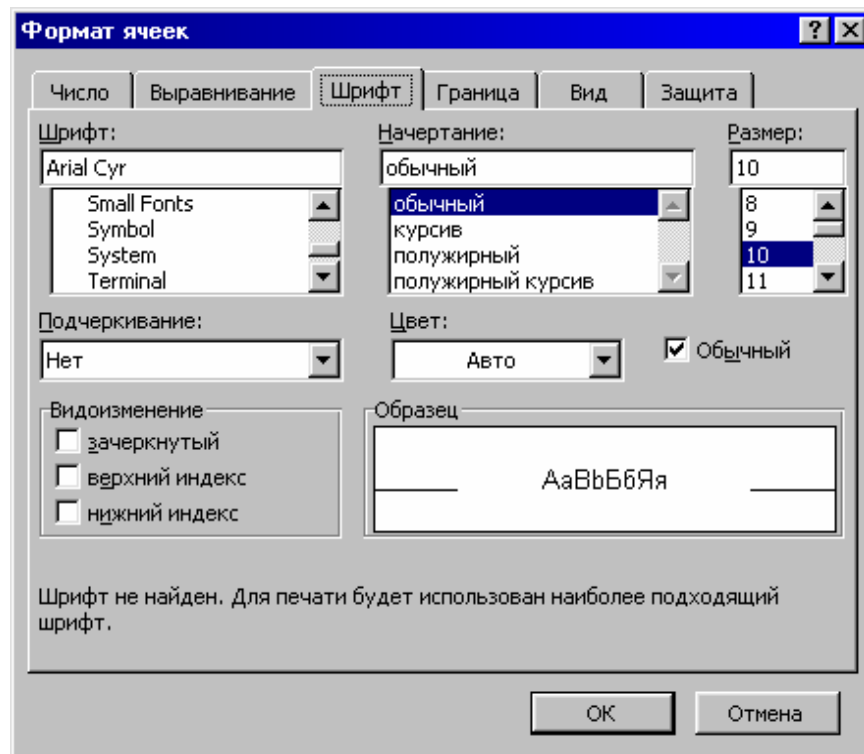 Формат ячеек
Число Выравнивание Шрифт Граница Вид Защита
Шрифт: Начертание: Размер:
Arial Cyr обычный 10
Small Fonts обычный 8
Symbol курсив 9
System полужирный 10
Terminal полужирный курсив 11
Подчеркивание: Цвет:
Нет Авто Обычный
Видоизменение Образец
зачеркнутый
верхний индекс АаВbБбЯя
нижний индекс
Шрифт не найден. Для печати будет использован наиболее подходящий
шрифт.
ОК Отмена